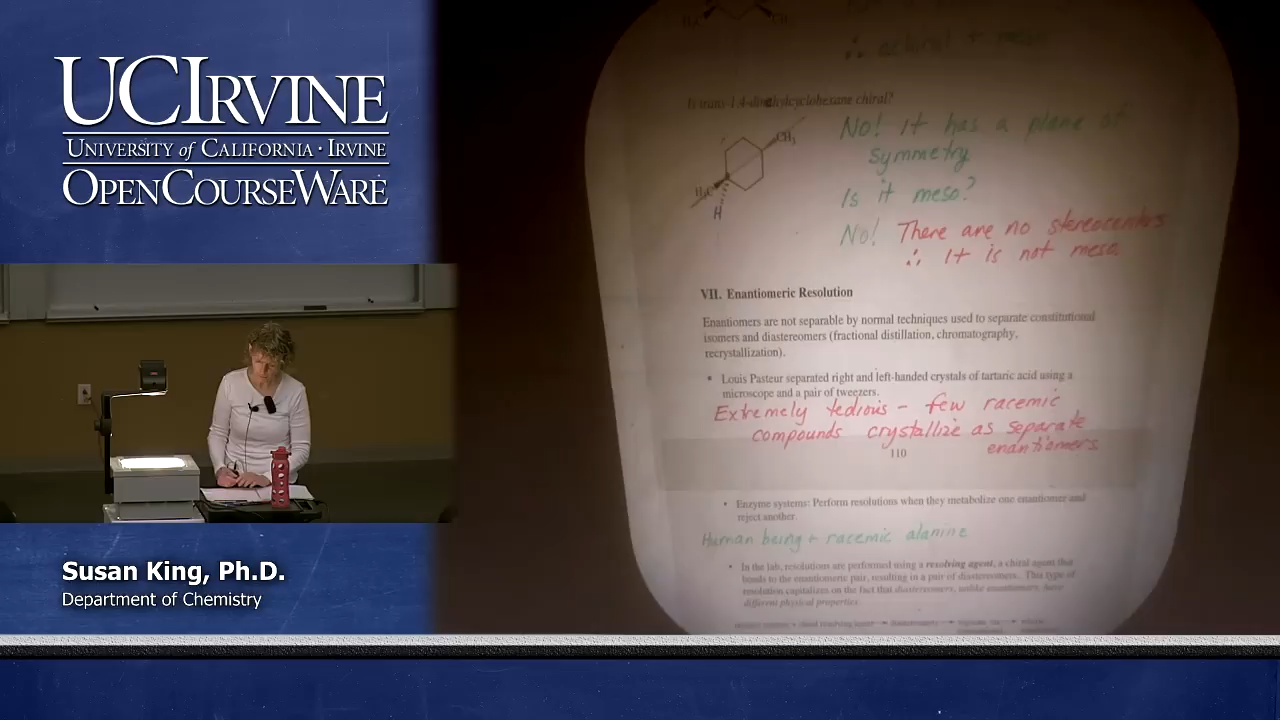 UCIRVINE
UNIVERSITY of CALIFORNIA · IRVINE
OPENCOURSEWARE
Susan King, Ph.D.
Department of Chemistry
∴ achiral + meso
Is trans-1,4-dimethylcyclohexane chiral?
CH₃
H₃C
H
No! It has a plane of
symmetry
Is it meso?
No! There are no stereocenters
∴ It is not meso
VII. Enantiomeric Resolution
Enantiomers are not separable by normal techniques used to separate constitutional
isomers and diastereomers (fractional distillation, chromatography,
recrystallization).
• Louis Pasteur separated right and left-handed crystals of tartaric acid using a
microscope and a pair of tweezers.
Extremely tedious - few racemic
compounds crystallize as separate
enantiomers
110
• Enzyme systems: Perform resolutions when they metabolize one enantiomer and
reject another
Human being + racemic alanine
• In the lab, resolutions are performed using a resolving agent, a chiral agent that
bonds to the enantiomeric pair, resulting in a pair of diastereomers. This type of
resolution capitalizes on the fact that diastereomers, unlike enantiomers, have
different physical properties.